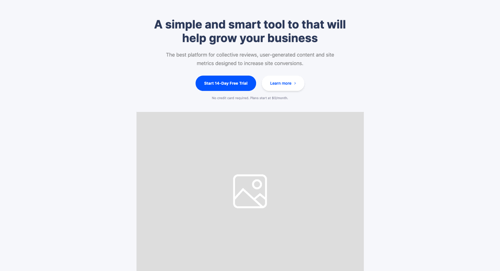 A simple and smart tool to that will
help grow your business
The best platform for collective reviews, user-generated content and site
metrics designed to increase site conversions.
Start 14-Day Free Trial
Learn more
No credit card required. Plans start at